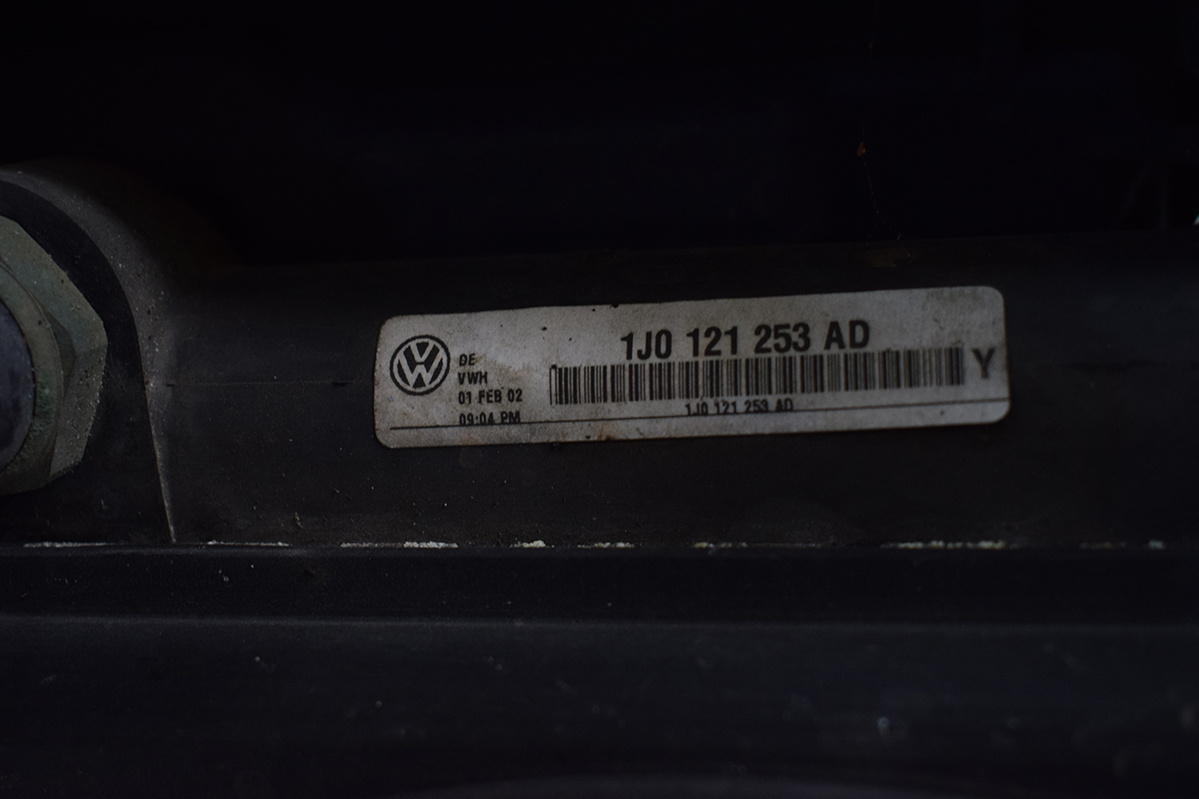 1J0 121 253 AD
DE
VWH
01 FEB 02
09:04 PM
Y
1J0 121 253 AD